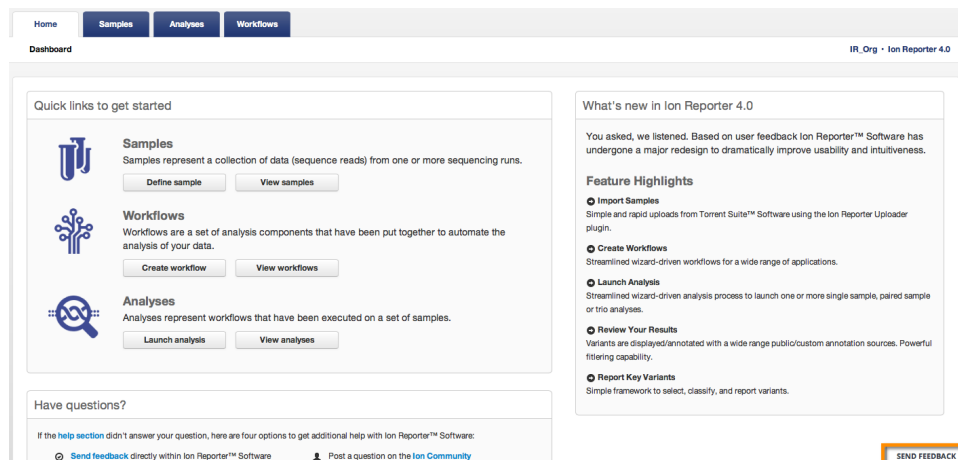 Home Samples Analyses Workflows
Dashboard IR_Org • Ion Reporter 4.0
Quick links to get started
Samples
Samples represent a collection of data (sequence reads) from one or more sequencing runs.
Define sample View samples
Workflows
Workflows are a set of analysis components that have been put together to automate the
analysis of your data.
Create workflow View workflows
Analyses
Analyses represent workflows that have been executed on a set of samples.
Launch analysis View analyses
Have questions?
If the help section didn't answer your question, here are four options to get additional help with Ion Reporter™ Software:
Send feedback directly within Ion Reporter™ Software
Post a question on the Ion Community
What's new in Ion Reporter 4.0
You asked, we listened. Based on user feedback Ion Reporter™ Software has
undergone a major redesign to dramatically improve usability and intuitiveness.
Feature Highlights
Import Samples
Simple and rapid uploads from Torrent Suite™ Software using the Ion Reporter Uploader
plugin.
Create Workflows
Streamlined wizard-driven workflows for a wide range of applications.
Launch Analysis
Streamlined wizard-driven analysis process to launch one or more single sample, paired sample
or trio analyses.
Review Your Results
Variants are displayed/annotated with a wide range public/custom annotation sources. Powerful
fitlering capability.
Report Key Variants
Simple framework to select, classify, and report variants.
SEND FEEDBACK